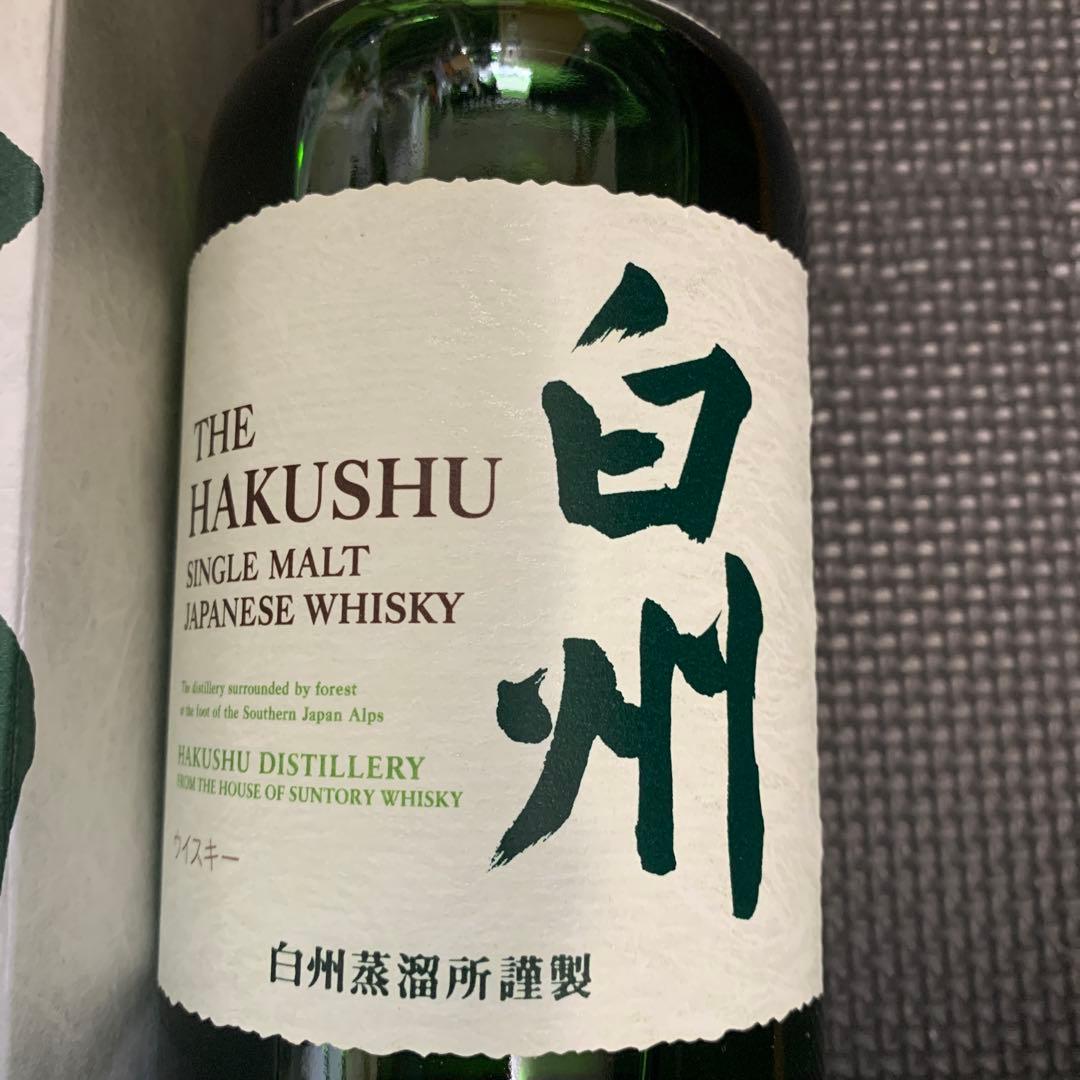 THE
HAKUSHU
SINGLE MALT
JAPANESE WHISKY
The distillery surrounded by forest
at the foot of the Southern Japan Alps
HAKUSHU DISTILLERY
FROM THE HOUSE OF SUNTORY WHISKY
ウイスキー
白州
白州蒸溜所謹製